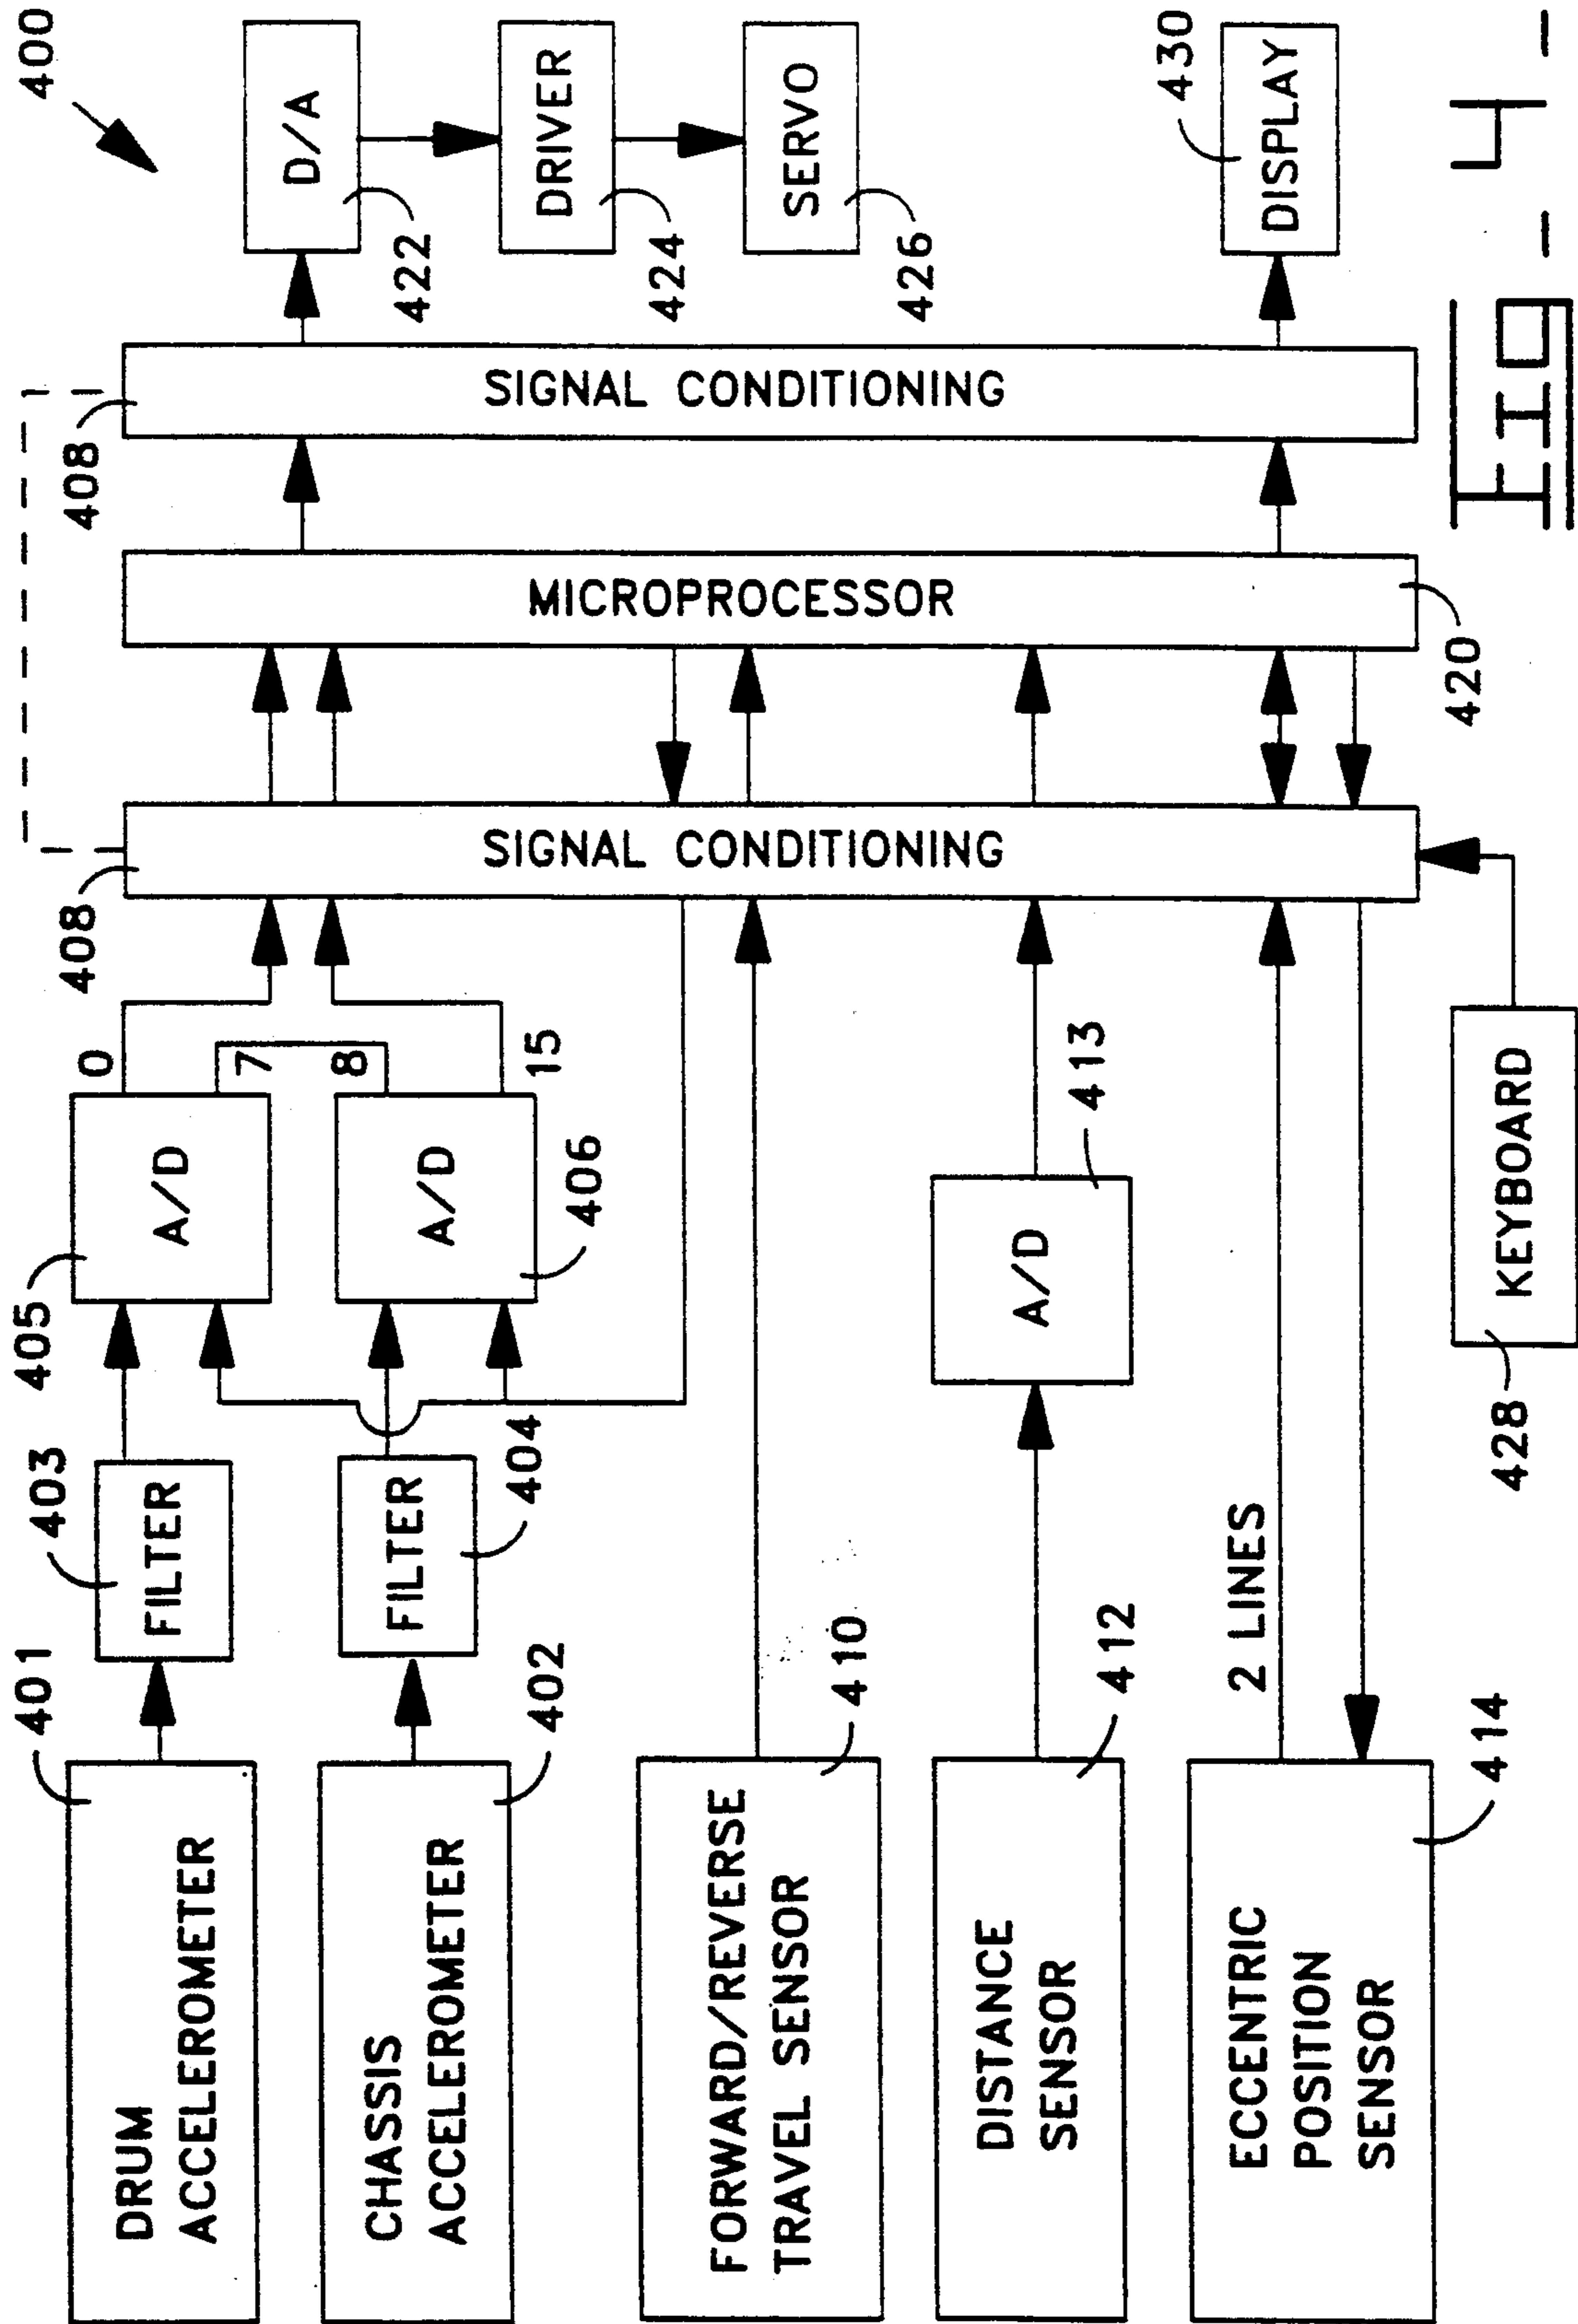 400
401
DRUM
ACCELEROMETER
403
FILTER
405
A/D
0
7
402
CHASSIS
ACCELEROMETER
404
FILTER
406
A/D
8
15
410
FORWARD/REVERSE
TRAVEL SENSOR
412
DISTANCE
SENSOR
413
A/D
414
ECCENTRIC
POSITION
SENSOR
2 LINES
428
KEYBOARD
408
SIGNAL CONDITIONING
MICROPROCESSOR
420
408
SIGNAL CONDITIONING
D/A
422
DRIVER
424
SERVO
426
430
DISPLAY
FIG - 4 -